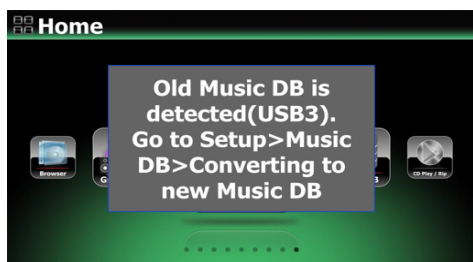 Home
Old Music DB is
detected(USB3).
Go to Setup>Music
DB>Converting to
new Music DB
Browser
CD Play / Rip